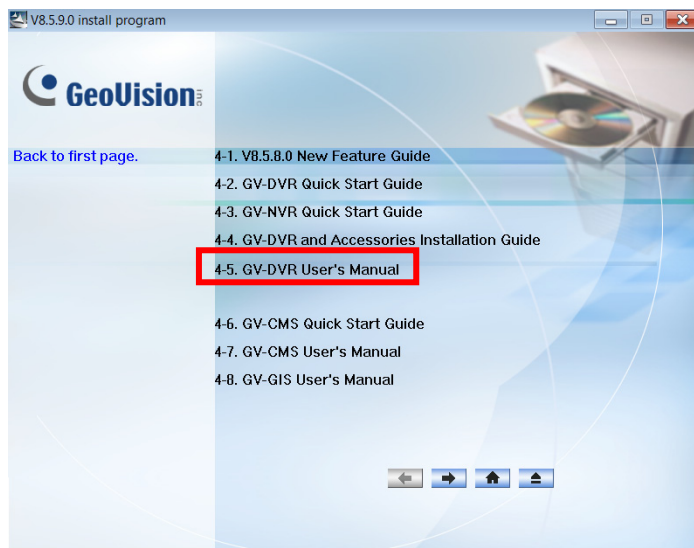 V8.5.9.0 install program
GeoVision inc
Back to first page.
4-1. V8.5.8.0 New Feature Guide
4-2. GV-DVR Quick Start Guide
4-3. GV-NVR Quick Start Guide
4-4. GV-DVR and Accessories Installation Guide
4-5. GV-DVR User's Manual
4-6. GV-CMS Quick Start Guide
4-7. GV-CMS User's Manual
4-8. GV-GIS User's Manual